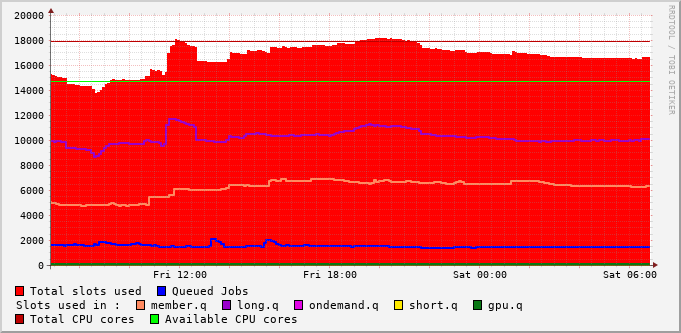 20000
18000
16000
14000
12000
10000
8000
6000
4000
2000
0
Fri 12:00 Fri 18:00 Sat 00:00 Sat 06:00
RRDTOOL / TOBI OETIKER
Total slots used Queued Jobs
Slots used in : member.q long.q ondemand.q short.q gpu.q
Total CPU cores Available CPU cores